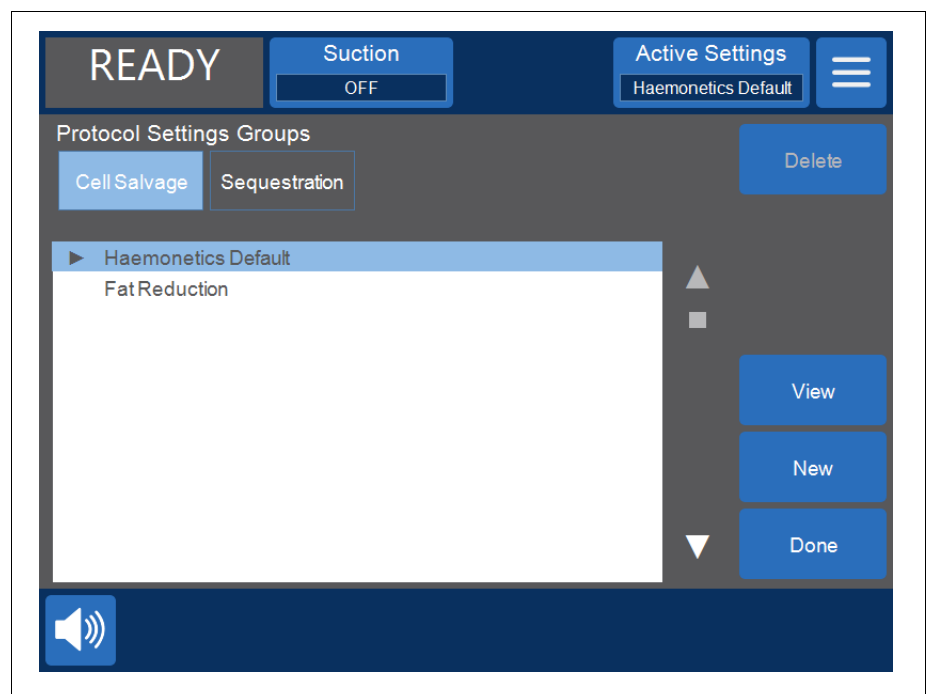 READY
Suction
OFF
Active Settings
Haemonetics Default
Protocol Settings Groups
Cell Salvage
Sequestration
Delete
Haemonetics Default
Fat Reduction
View
New
Done